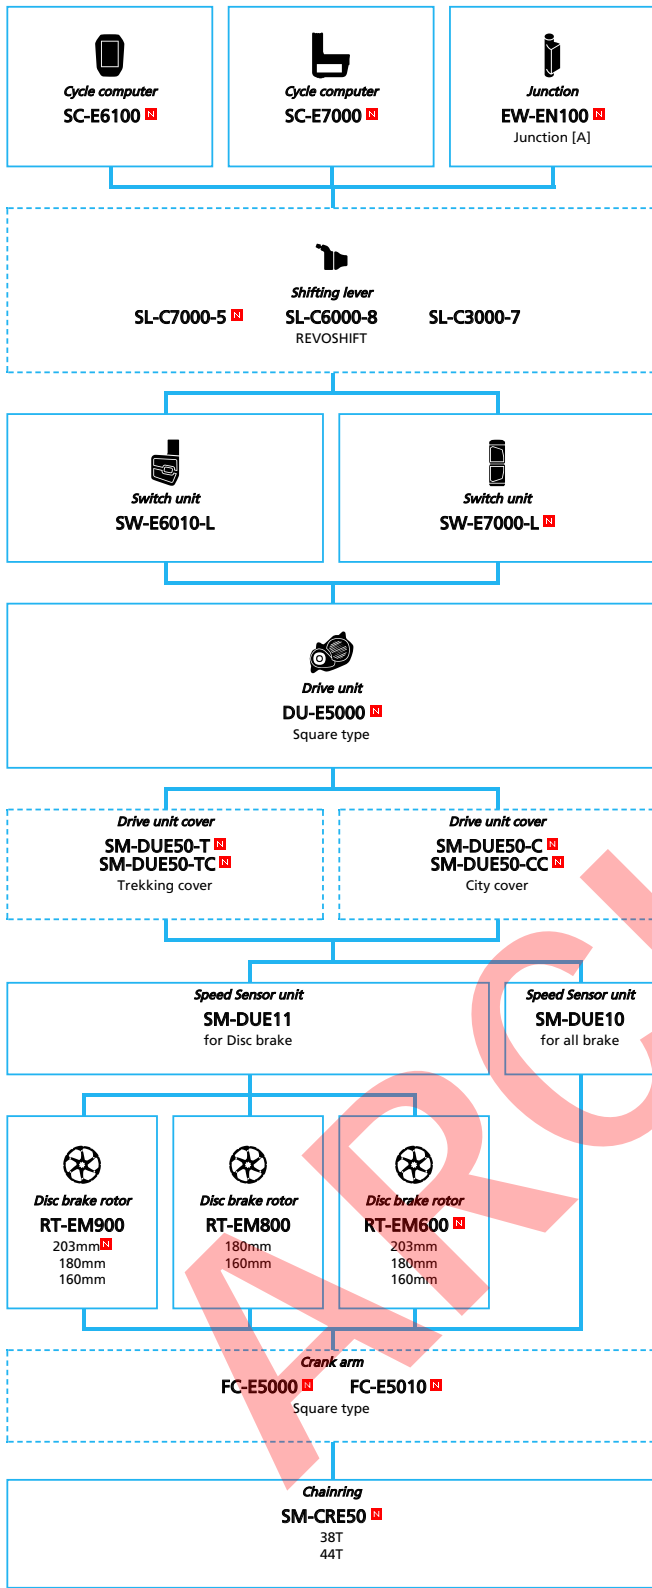 Cycle computer
SC-E6100 N
Cycle computer
SC-E7000 N
Junction
EW-EN100 N
Junction [A]
Shifting lever
SL-C7000-5 N SL-C6000-8 SL-C3000-7
REVOSHIFT
Switch unit
SW-E6010-L
Switch unit
SW-E7000-L N
Drive unit
DU-E5000 N
Square type
Drive unit cover
SM-DUE50-T N
SM-DUE50-TC N
Trekking cover
Drive unit cover
SM-DUE50-C N
SM-DUE50-CC N
City cover
Speed Sensor unit
SM-DUE11
for Disc brake
Speed Sensor unit
SM-DUE10
for all brake
Disc brake rotor
RT-EM900
203mm N
180mm
160mm
Disc brake rotor
RT-EM800
180mm
160mm
Disc brake rotor
RT-EM600 N
203mm
180mm
160mm
Crank arm
FC-E5000 N FC-E5010 N
Square type
Chainring
SM-CRE50 N
38T
44T